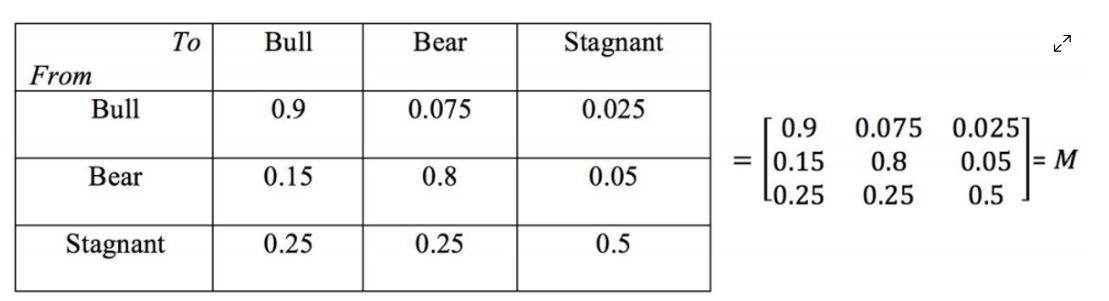 To Bull Bear Stagnant
From
Bull 0.9 0.075 0.025
Bear 0.15 0.8 0.05
Stagnant 0.25 0.25 0.5
= [0.9 0.075 0.025
0.15 0.8 0.05
0.25 0.25 0.5] = M